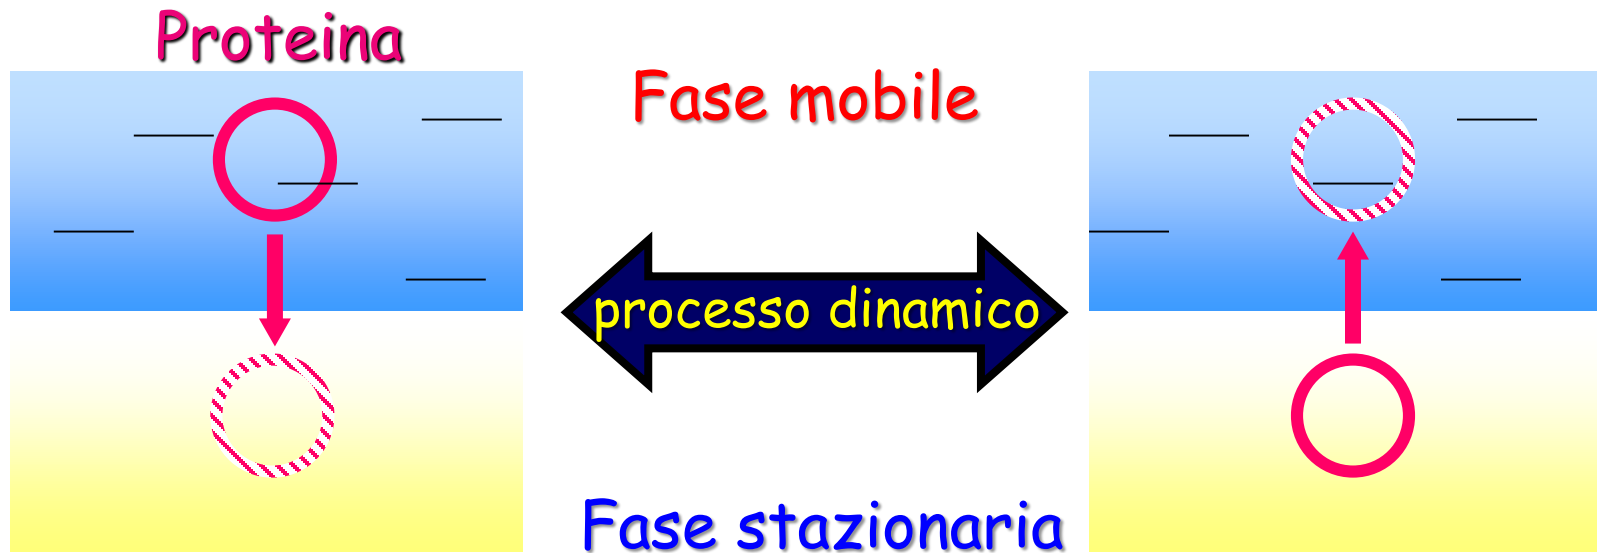 Proteina
Fase mobile
processo dinamico
Fase stazionaria